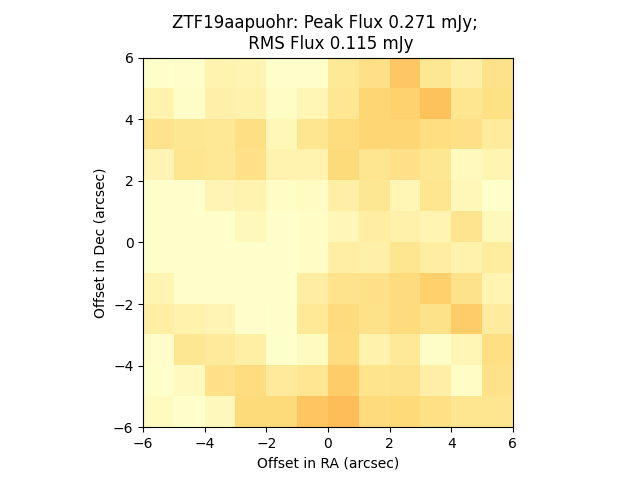 ZTF19aapuohr: Peak Flux 0.271 mJy;
RMS Flux 0.115 mJy
6
4
2
0
−2
−4
−6
Offset in Dec (arcsec)
−6 −4 −2 0 2 4 6
Offset in RA (arcsec)